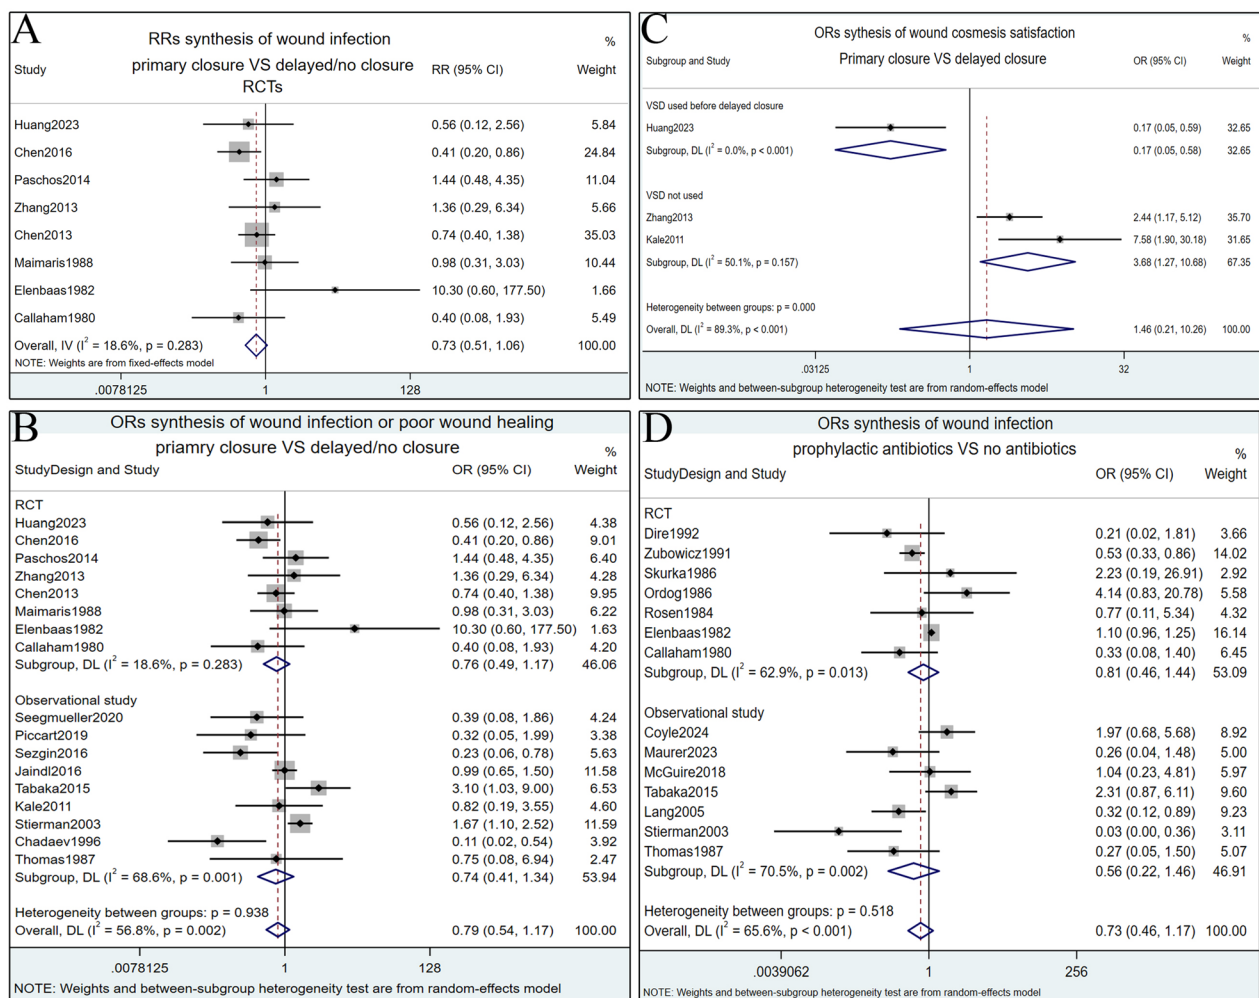 A
RRs synthesis of wound infection
primary closure VS delayed/no closure
RCTs
%
Study RR (95% CI) Weight
Huang2023 0.56 (0.12, 2.56) 5.84
Chen2016 0.41 (0.20, 0.86) 24.84
Paschos2014 1.44 (0.48, 4.35) 11.04
Zhang2013 1.36 (0.29, 6.34) 5.66
Chen2013 0.74 (0.40, 1.38) 35.03
Maimaris1988 0.98 (0.31, 3.03) 10.44
Elenbaas1982 10.30 (0.60, 177.50) 1.66
Callaham1980 0.40 (0.08, 1.93) 5.49
Overall, IV (I² = 18.6%, p = 0.283) 0.73 (0.51, 1.06) 100.00
NOTE: Weights are from fixed-effects model
.0078125 1 128
C
ORs sythesis of wound cosmesis satisfaction
Primary closure VS delayed closure
%
Subgroup and Study OR (95% CI) Weight
VSD used before delayed closure
Huang2023 0.17 (0.05, 0.59) 32.65
Subgroup, DL (I² = 0.0%, p < 0.001) 0.17 (0.05, 0.58) 32.65
VSD not used
Zhang2013 2.44 (1.17, 5.12) 35.70
Kale2011 7.58 (1.90, 30.18) 31.65
Subgroup, DL (I² = 50.1%, p = 0.157) 3.68 (1.27, 10.68) 67.35
Heterogeneity between groups: p = 0.000
Overall, DL (I² = 89.3%, p < 0.001) 1.46 (0.21, 10.26) 100.00
.03125 1 32
NOTE: Weights and between-subgroup heterogeneity test are from random-effects model
B
ORs synthesis of wound infection or poor wound healing
priamry closure VS delayed/no closure
%
StudyDesign and Study OR (95% CI) Weight
RCT
Huang2023 0.56 (0.12, 2.56) 4.38
Chen2016 0.41 (0.20, 0.86) 9.01
Paschos2014 1.44 (0.48, 4.35) 6.40
Zhang2013 1.36 (0.29, 6.34) 4.28
Chen2013 0.74 (0.40, 1.38) 9.95
Maimaris1988 0.98 (0.31, 3.03) 6.22
Elenbaas1982 10.30 (0.60, 177.50) 1.63
Callaham1980 0.40 (0.08, 1.93) 4.20
Subgroup, DL (I² = 18.6%, p = 0.283) 0.76 (0.49, 1.17) 46.06
Observational study
Seegmueller2020 0.39 (0.08, 1.86) 4.24
Piccart2019 0.32 (0.05, 1.99) 3.38
Sezgin2016 0.23 (0.06, 0.78) 5.63
Jaindl2016 0.99 (0.65, 1.50) 11.58
Tabaka2015 3.10 (1.03, 9.00) 6.53
Kale2011 0.82 (0.19, 3.55) 4.60
Stierman2003 1.67 (1.10, 2.52) 11.59
Chadaev1996 0.11 (0.02, 0.54) 3.92
Thomas1987 0.75 (0.08, 6.94) 2.47
Subgroup, DL (I² = 68.6%, p = 0.001) 0.74 (0.41, 1.34) 53.94
Heterogeneity between groups: p = 0.938
Overall, DL (I² = 56.8%, p = 0.002) 0.79 (0.54, 1.17) 100.00
.0078125 1 128
NOTE: Weights and between-subgroup heterogeneity test are from random-effects model
D
ORs synthesis of wound infection
prophylactic antibiotics VS no antibiotics
%
StudyDesign and Study OR (95% CI) Weight
RCT
Dire1992 0.21 (0.02, 1.81) 3.66
Zubowicz1991 0.53 (0.33, 0.86) 14.02
Skurka1986 2.23 (0.19, 26.91) 2.92
Ordog1986 4.14 (0.83, 20.78) 5.58
Rosen1984 0.77 (0.11, 5.34) 4.32
Elenbaas1982 1.10 (0.96, 1.25) 16.14
Callaham1980 0.33 (0.08, 1.40) 6.45
Subgroup, DL (I² = 62.9%, p = 0.013) 0.81 (0.46, 1.44) 53.09
Observational study
Coyle2024 1.97 (0.68, 5.68) 8.92
Maurer2023 0.26 (0.04, 1.48) 5.00
McGuire2018 1.04 (0.23, 4.81) 5.97
Tabaka2015 2.31 (0.87, 6.11) 9.60
Lang2005 0.32 (0.12, 0.89) 9.23
Stierman2003 0.03 (0.00, 0.36) 3.11
Thomas1987 0.27 (0.05, 1.50) 5.07
Subgroup, DL (I² = 70.5%, p = 0.002) 0.56 (0.22, 1.46) 46.91
Heterogeneity between groups: p = 0.518
Overall, DL (I² = 65.6%, p < 0.001) 0.73 (0.46, 1.17) 100.00
.0039062 1 256
NOTE: Weights and between-subgroup heterogeneity test are from random-effects model